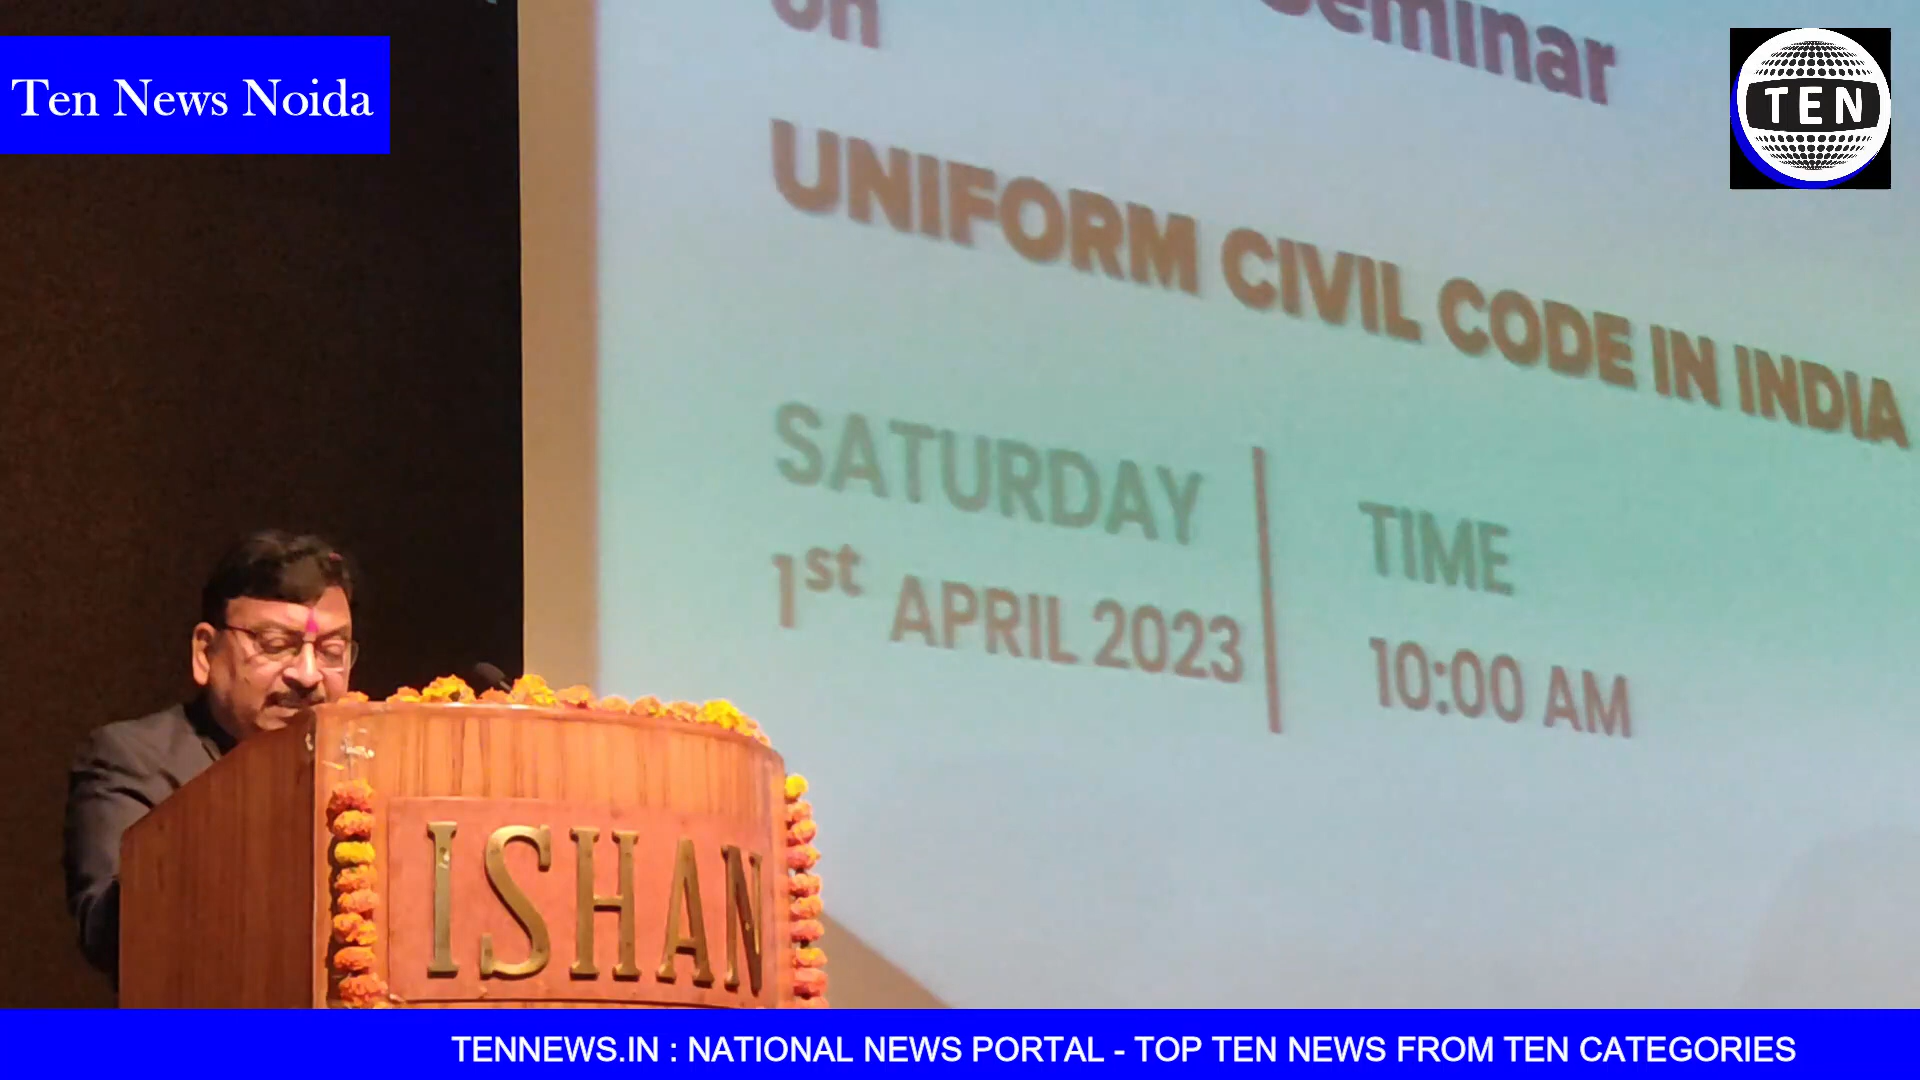 Ten News Noida
TEN
Seminar
on
UNIFORM CIVIL CODE IN INDIA
SATURDAY
1st APRIL 2023
TIME
10:00 AM
ISHAN
TENNEWS.IN : NATIONAL NEWS PORTAL - TOP TEN NEWS FROM TEN CATEGORIES